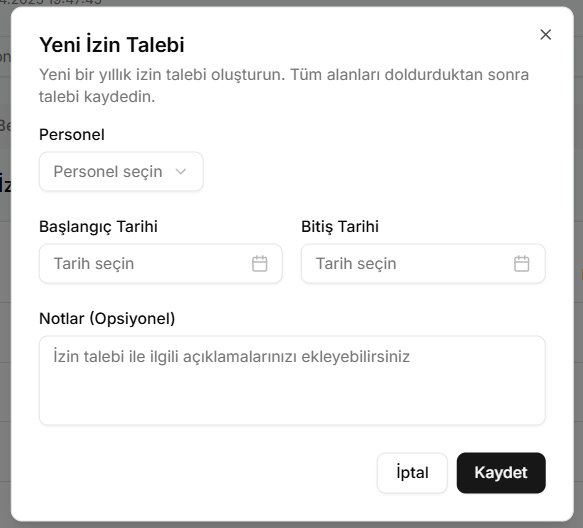 Yeni İzin Talebi
Yeni bir yıllık izin talebi oluşturun. Tüm alanları doldurduktan sonra
talebi kaydedin.
Personel
Personel seçin
Başlangıç Tarihi
Bitiş Tarihi
Tarih seçin
Tarih seçin
Notlar (Opsiyonel)
İzin talebi ile ilgili açıklamalarınızı ekleyebilirsiniz
İptal
Kaydet